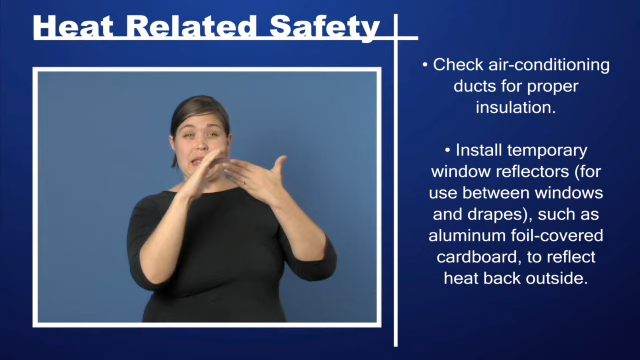 Heat Related Safety
• Check air-conditioning
ducts for proper
insulation.
• Install temporary
window reflectors (for
use between windows
and drapes), such as
aluminum foil-covered
cardboard, to reflect
heat back outside.